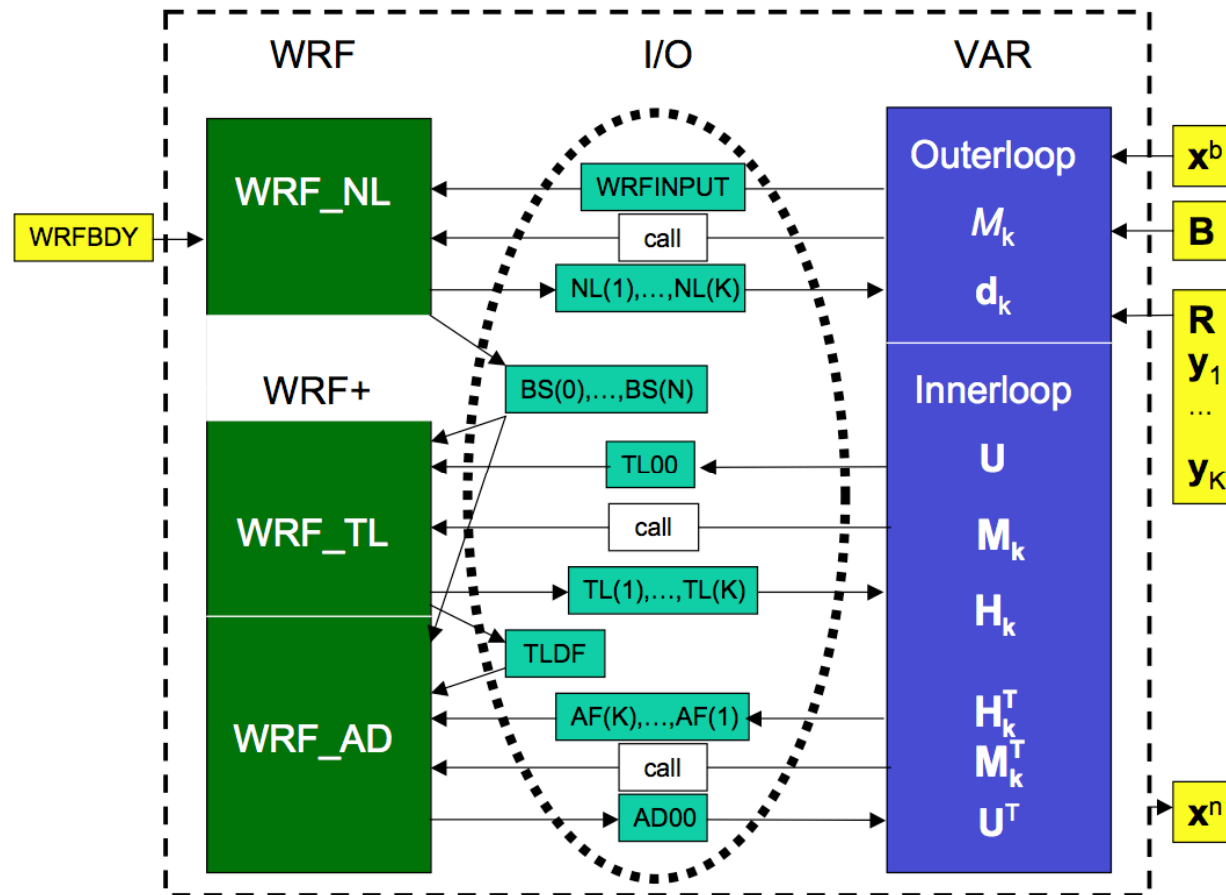 WRF I/O VAR
WRF_NL
WRFBDY
WRF+
WRF_TL
WRF_AD
WRFINPUT
call
NL(1),...,NL(K)
BS(0),...,BS(N)
TL00
call
TL(1),...,TL(K)
TLDF
AF(K),...,AF(1)
call
AD00
Outerloop
M_k
d_k
Innerloop
U
M_k
H_k
H_k^T
M_k^T
U^T
x^b
B
R
y_1
...
y_K
x^n